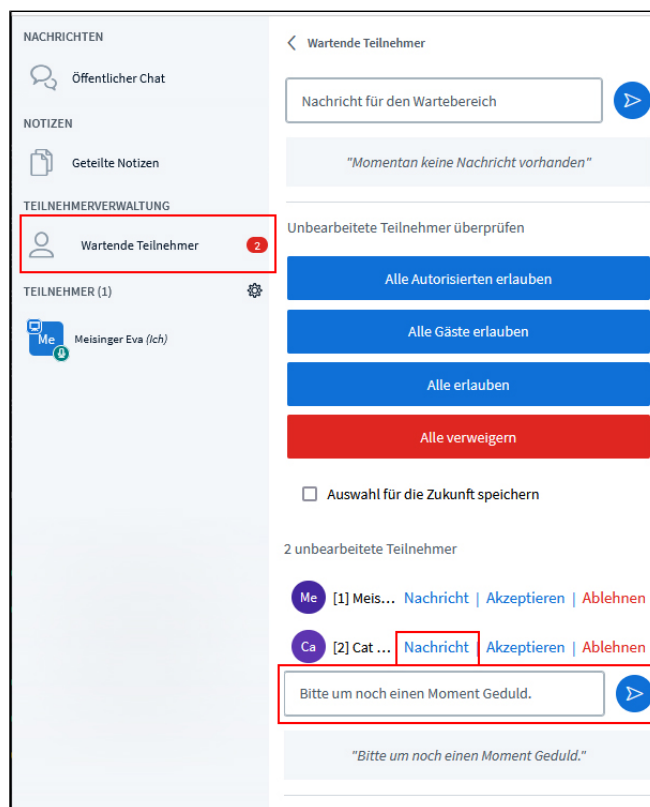 NACHRICHTEN
Öffentlicher Chat
NOTIZEN
Geteilte Notizen
TEILNEHMERVERWALTUNG
Wartende Teilnehmer 2
TEILNEHMER (1)
Me Meisinger Eva (Ich)
Wartende Teilnehmer
Nachricht für den Wartebereich
"Momentan keine Nachricht vorhanden"
Unbearbeitete Teilnehmer überprüfen
Alle Autorisierten erlauben
Alle Gäste erlauben
Alle erlauben
Alle verweigern
Auswahl für die Zukunft speichern
2 unbearbeitete Teilnehmer
Me [1] Meis... Nachricht | Akzeptieren | Ablehnen
Ca [2] Cat ... Nachricht | Akzeptieren | Ablehnen
Bitte um noch einen Moment Geduld.
"Bitte um noch einen Moment Geduld."